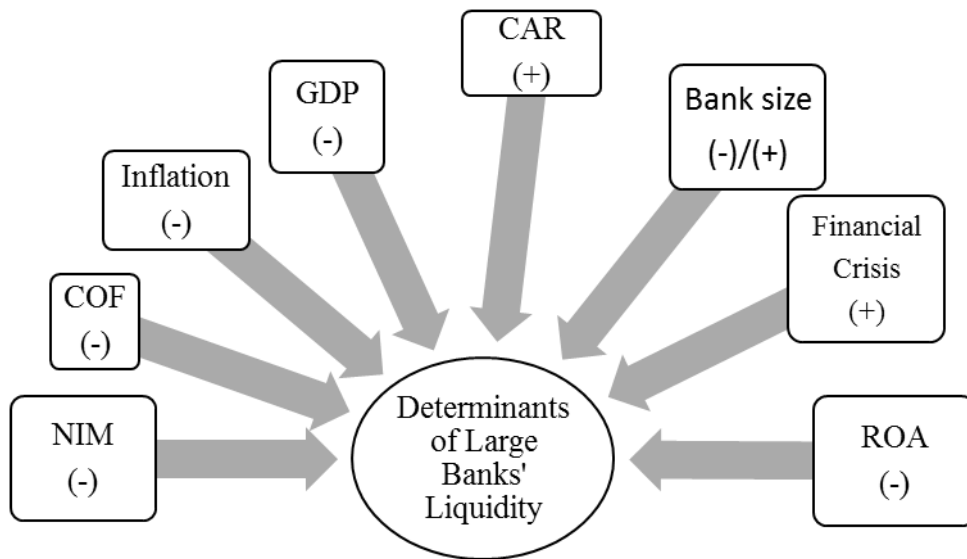 CAR
(+)
GDP
(-)
Bank size
(-)/(+)
Inflation
(-)
Financial
Crisis
(+)
COF
(-)
NIM
(-)
Determinants
of Large
Banks'
Liquidity
ROA
(-)